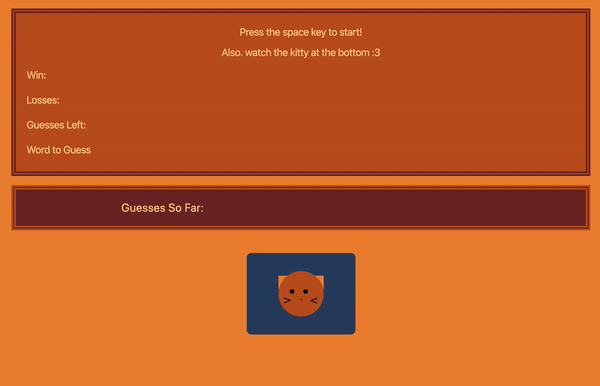 Press the space key to start!
Also. watch the kitty at the bottom :3
Win:
Losses:
Guesses Left:
Word to Guess
Guesses So Far: